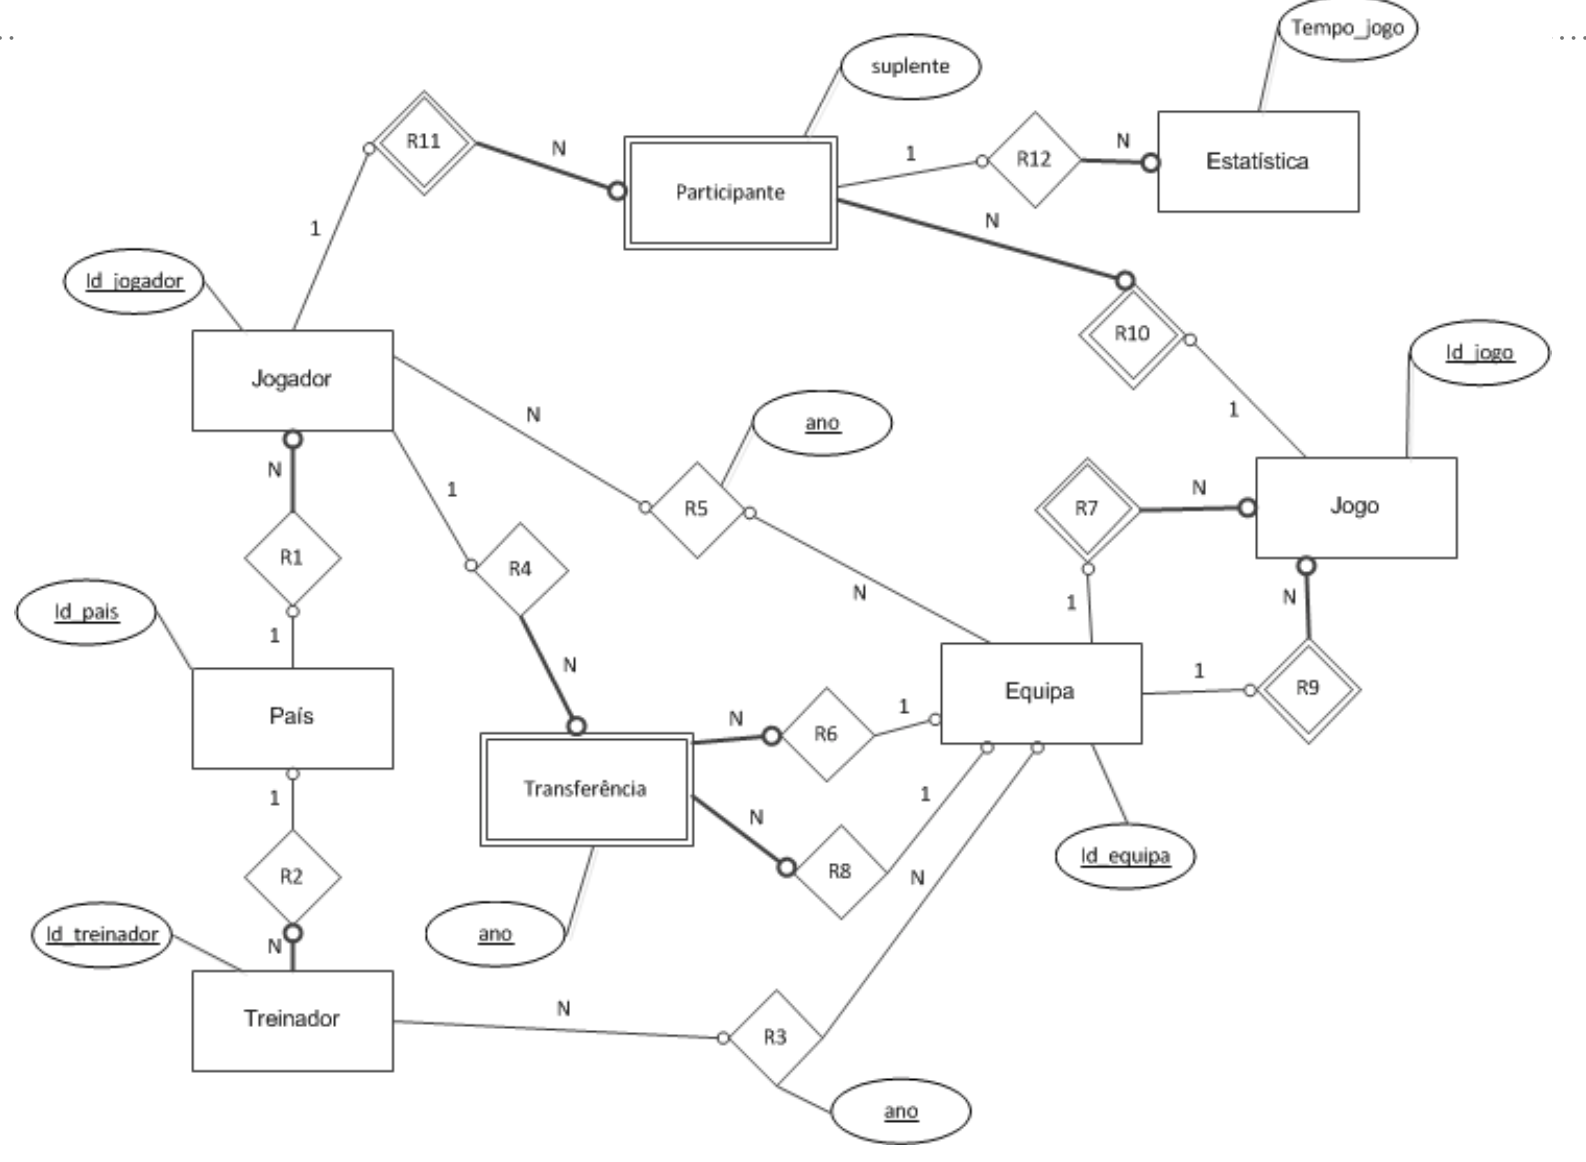 Tempo_jogo
suplente
R11
N
1
R12
N
Estatística
Participante
N
1
Id_jogador
R10
Id_jogo
Jogador
N
1
ano
N
1
R5
R7
N
Jogo
R1
R4
N
1
N
Id_pais
1
N
1
R9
Equipa
País
N
R6
1
1
Transferência
N
1
R2
R8
N
Id_equipa
Id_treinador
N
ano
Treinador
N
R3
ano